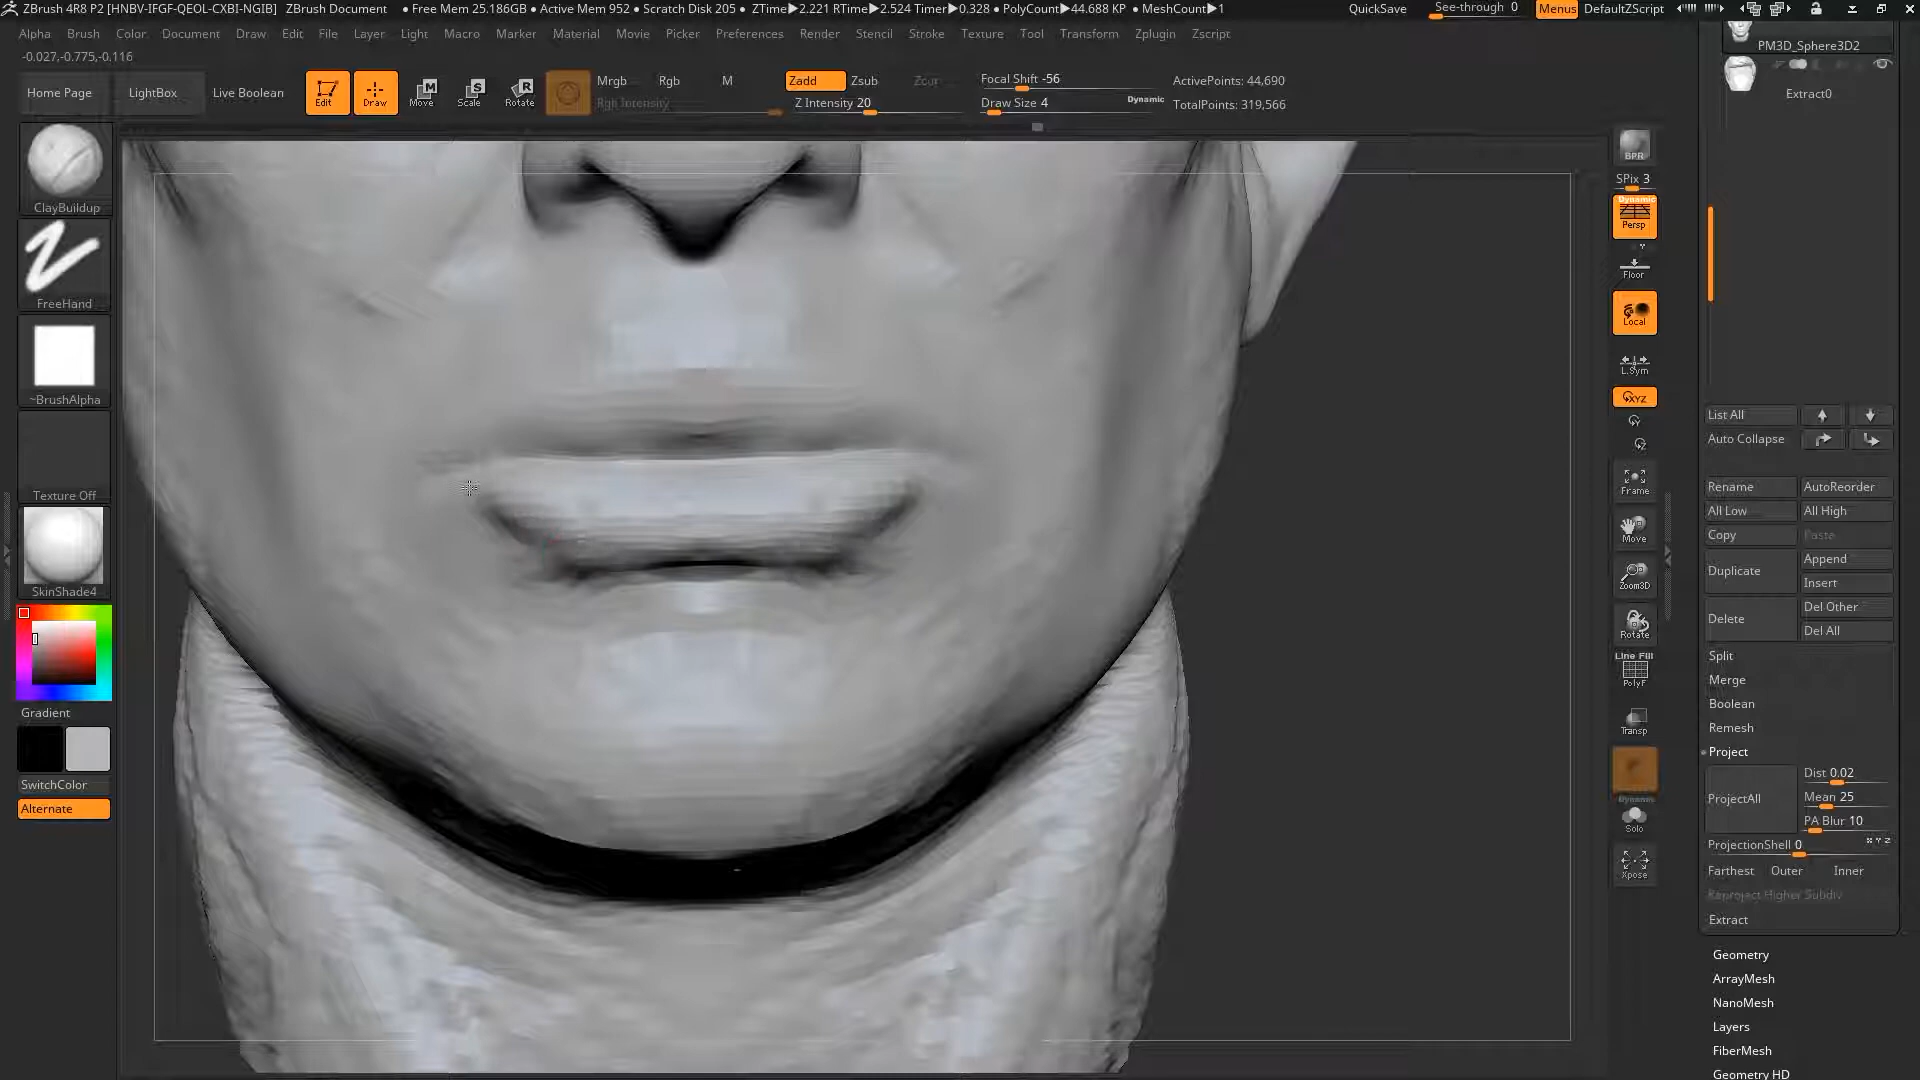 ZBrush 4R8 P2 [HNBV-IFGF-QEOL-CXBI-NGIB] ZBrush Document ● Free Mem 25.186GB ● Active Mem 952 ● Scratch Disk 205 ● ZTime▶2.221 RTime▶2.524 Timer▶0.328 ● PolyCount▶44.688 KP ● MeshCount▶1 QuickSave See-through 0 Menus DefaultZScript
Alpha Brush Color Document Draw Edit File Layer Light Macro Marker Material Movie Picker Preferences Render Stencil Stroke Texture Tool Transform Zplugin Zscript
-0.027,-0.775,-0.116
Home Page LightBox Live Boolean Edit Draw Move Scale Rotate
Mrgb Rgb M Zadd Zsub Zcut Focal Shift -56 ActivePoints: 44,690
Rgb Intensity Z Intensity 20 Draw Size 4 Dynamic TotalPoints: 319,566
ClayBuildup
FreeHand
~BrushAlpha
Texture Off
SkinShade4
Gradient
SwitchColor
Alternate
BPR
SPix 3
Dynamic
Persp
Floor
Local
L.Sym
XYZ
Frame
Move
Zoom3D
Rotate
Line Fill
PolyF
Transp
Dynamic
Solo
Xpose
PM3D_Sphere3D2
Extract0
List All
Auto Collapse
Rename AutoReorder
All Low All High
Copy Paste
Duplicate Append
Insert
Delete Del Other
Del All
Split
Merge
Boolean
Remesh
Project
ProjectAll Dist 0.02
Mean 25
PA Blur 10
ProjectionShell 0
Farthest Outer Inner
Reproject Higher Subdiv
Extract
Geometry
ArrayMesh
NanoMesh
Layers
FiberMesh
Geometry HD